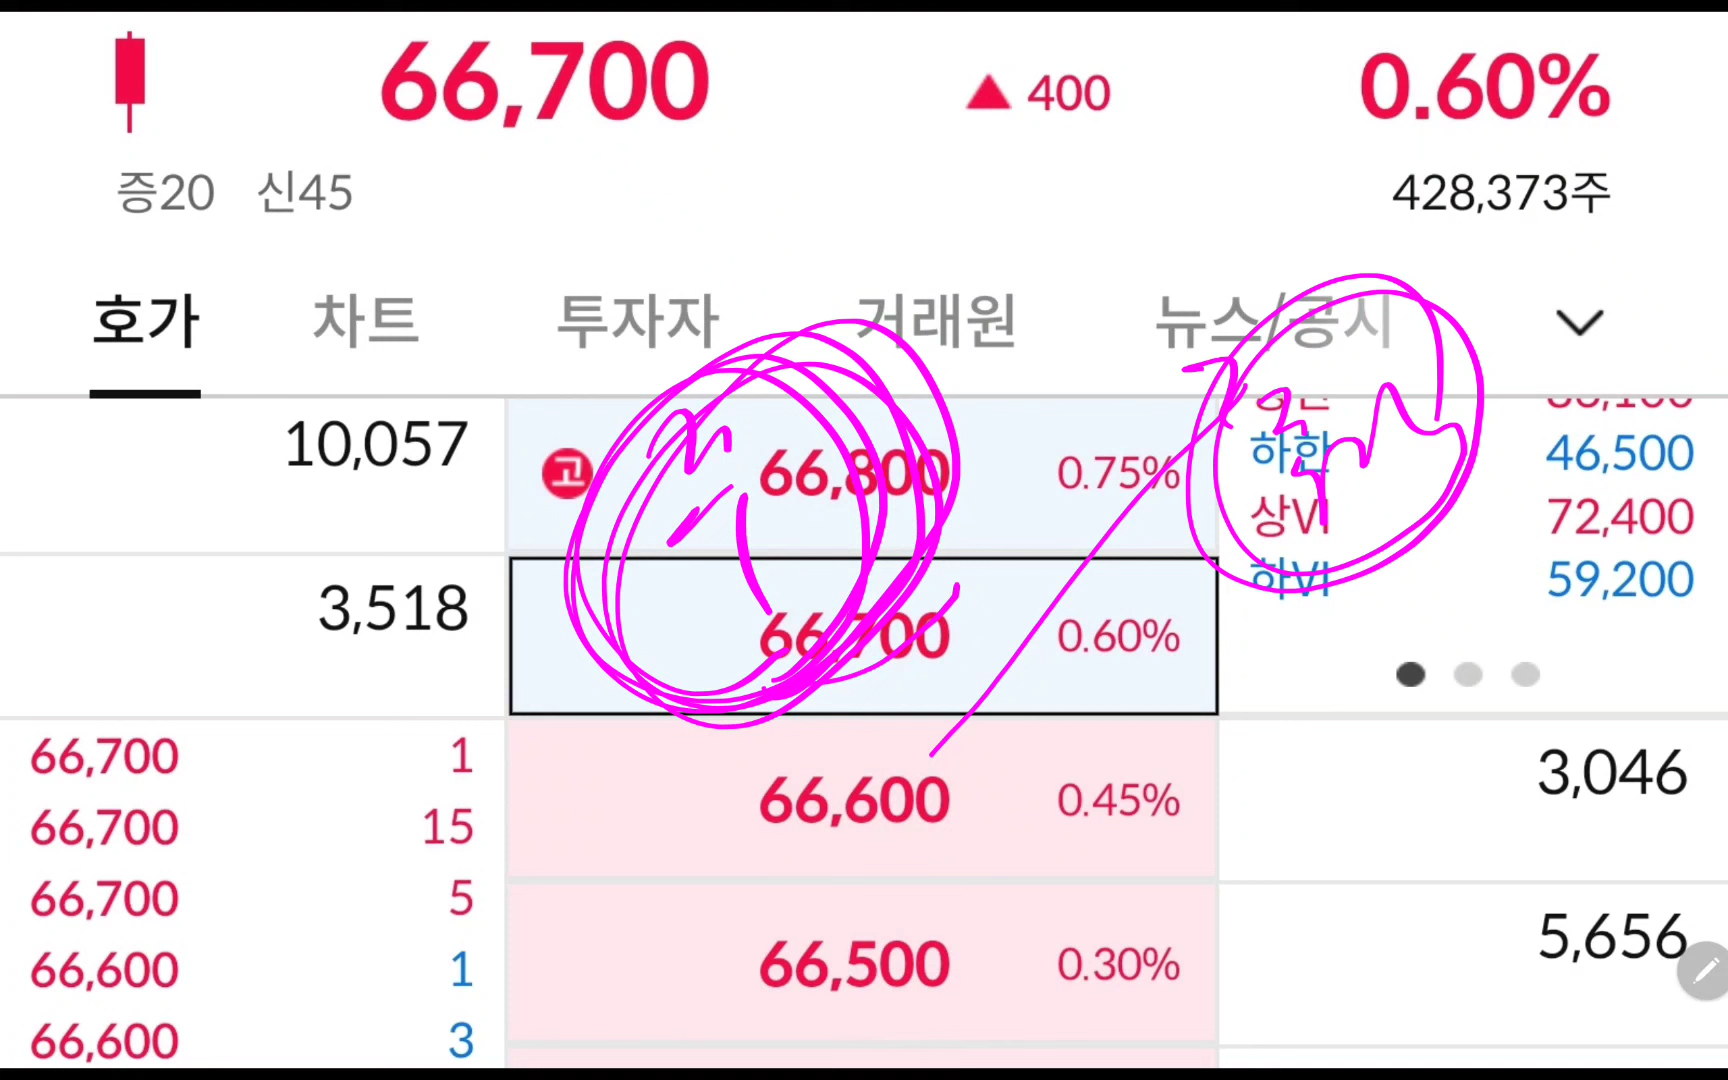 66,700 ▲ 400 0.60%
증20 신45 428,373주
호가 차트 투자자 거래원 뉴스/공시
10,057 고 66,800 0.75%
하한 46,500
상VI 72,400
하VI 59,200
3,518 66,700 0.60%
66,700 1
66,600 0.45% 3,046
66,700 15
66,700 5
66,500 0.30% 5,656
66,600 1
66,600 3